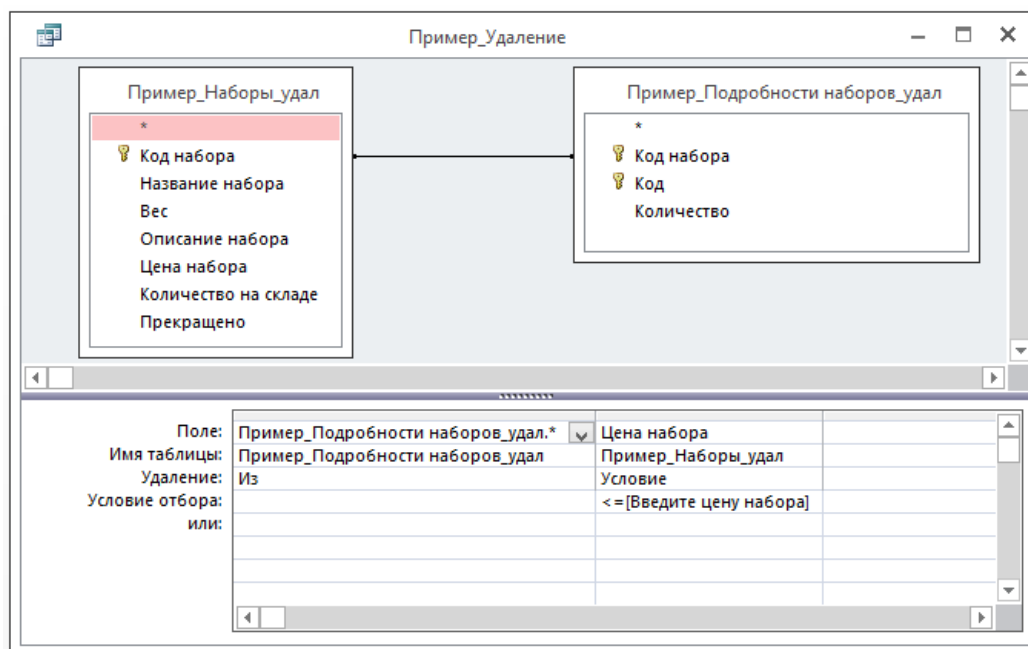 Пример_Удаление
Пример_Наборы_удал
*
Код набора
Название набора
Вес
Описание набора
Цена набора
Количество на складе
Прекращено
Пример_Подробности наборов_удал
*
Код набора
Код
Количество
Поле: Пример_Подробности наборов_удал.* Цена набора
Имя таблицы: Пример_Подробности наборов_удал Пример_Наборы_удал
Удаление: Из Условие
Условие отбора: <=[Введите цену набора]
или: